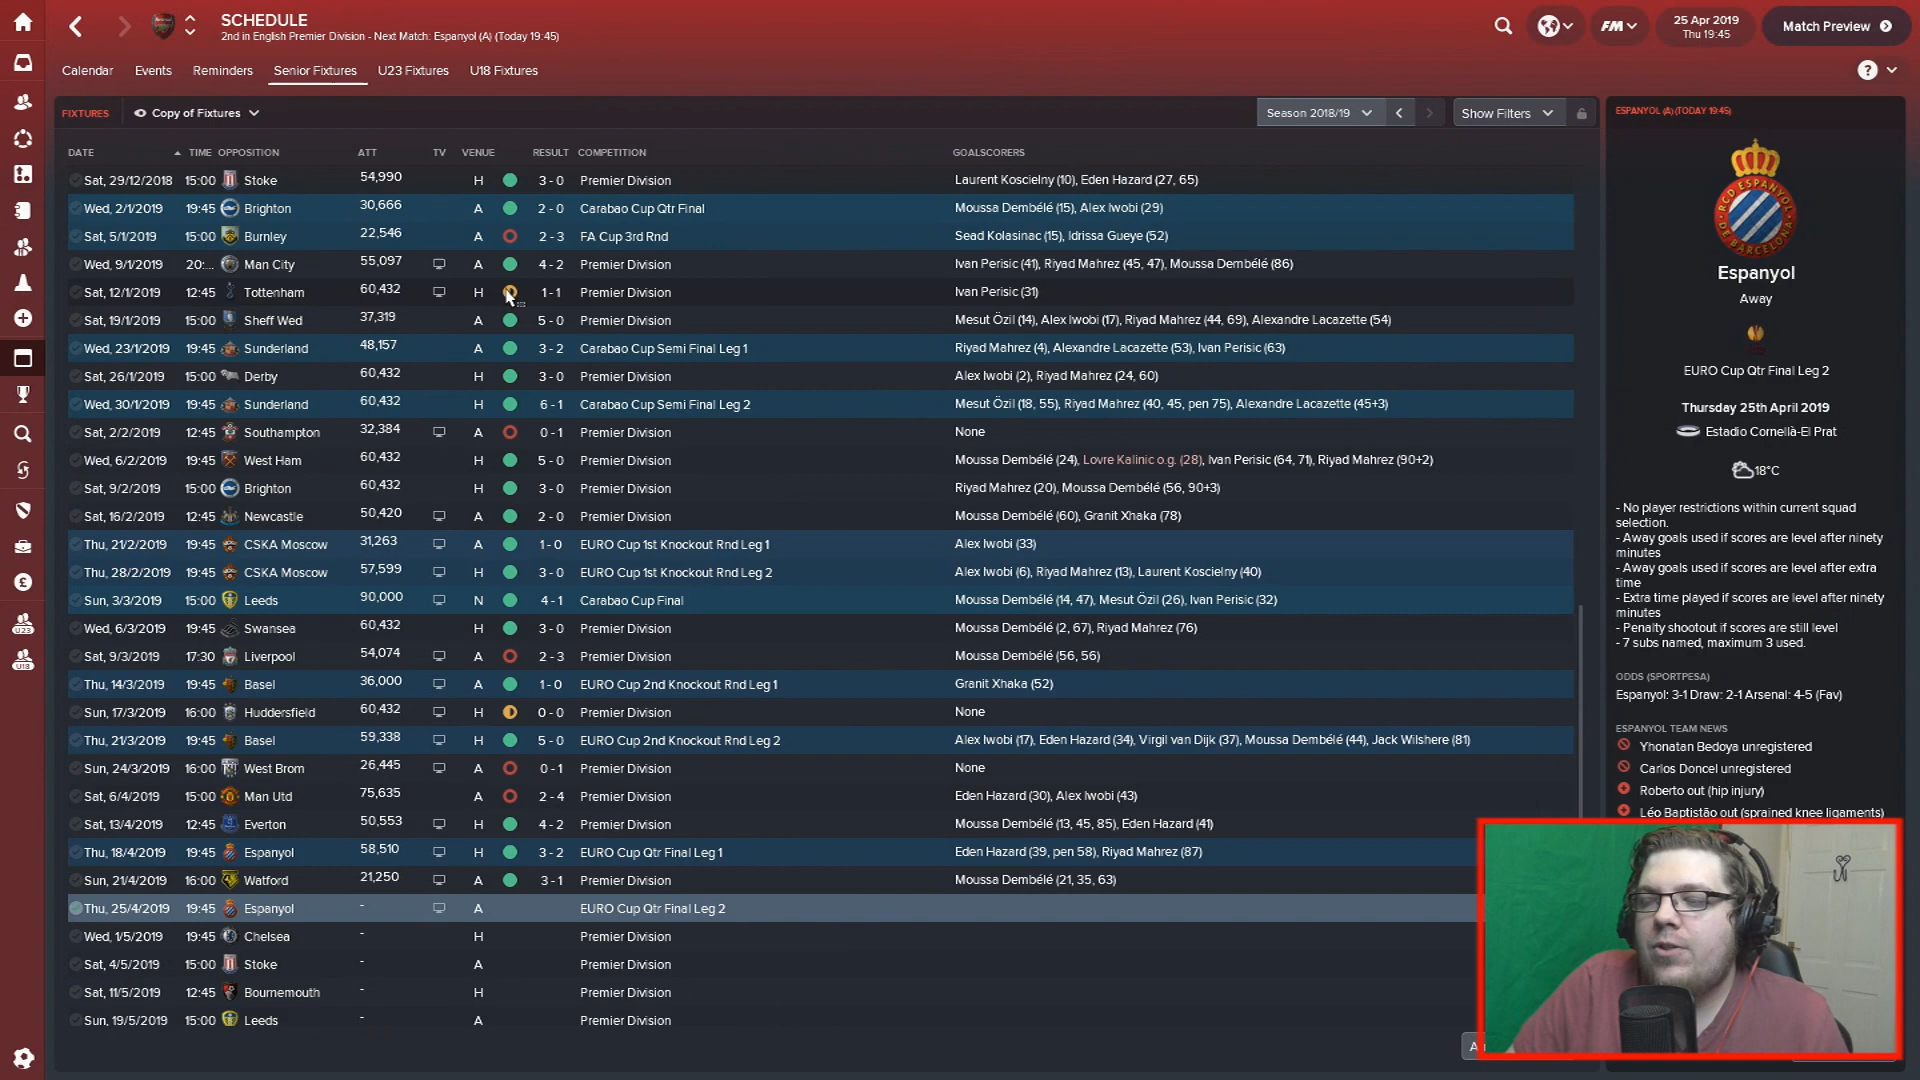 SCHEDULE
2nd in English Premier Division - Next Match: Espanyol (A) (Today 19:45)
FM
25 Apr 2019
Thu 19:45
Match Preview
Calendar Events Reminders Senior Fixtures U23 Fixtures U18 Fixtures
FIXTURES Copy of Fixtures Season 2018/19 Show Filters
DATE TIME OPPOSITION ATT TV VENUE RESULT COMPETITION GOALSCORERS
Sat, 29/12/2018 15:00 Stoke 54,990 H 3 - 0 Premier Division Laurent Koscielny (10), Eden Hazard (27, 65)
Wed, 2/1/2019 19:45 Brighton 30,666 A 2 - 0 Carabao Cup Qtr Final Moussa Dembélé (15), Alex Iwobi (29)
Sat, 5/1/2019 15:00 Burnley 22,546 A 2 - 3 FA Cup 3rd Rnd Sead Kolasinac (15), Idrissa Gueye (52)
Wed, 9/1/2019 20:... Man City 55,097 A 4 - 2 Premier Division Ivan Perisic (41), Riyad Mahrez (45, 47), Moussa Dembélé (86)
Sat, 12/1/2019 12:45 Tottenham 60,432 H 1 - 1 Premier Division Ivan Perisic (31)
Sat, 19/1/2019 15:00 Sheff Wed 37,319 A 5 - 0 Premier Division Mesut Özil (14), Alex Iwobi (17), Riyad Mahrez (44, 69), Alexandre Lacazette (54)
Wed, 23/1/2019 19:45 Sunderland 48,157 A 3 - 2 Carabao Cup Semi Final Leg 1 Riyad Mahrez (4), Alexandre Lacazette (53), Ivan Perisic (63)
Sat, 26/1/2019 15:00 Derby 60,432 H 3 - 0 Premier Division Alex Iwobi (2), Riyad Mahrez (24, 60)
Wed, 30/1/2019 19:45 Sunderland 60,432 H 6 - 1 Carabao Cup Semi Final Leg 2 Mesut Özil (18, 55), Riyad Mahrez (40, 45, pen 75), Alexandre Lacazette (45+3)
Sat, 2/2/2019 12:45 Southampton 32,384 A 0 - 1 Premier Division None
Wed, 6/2/2019 19:45 West Ham 60,432 H 5 - 0 Premier Division Moussa Dembélé (24), Lovre Kalinic o.g. (28), Ivan Perisic (64, 71), Riyad Mahrez (90+2)
Sat, 9/2/2019 15:00 Brighton 60,432 H 3 - 0 Premier Division Riyad Mahrez (20), Moussa Dembélé (56, 90+3)
Sat, 16/2/2019 12:45 Newcastle 50,420 A 2 - 0 Premier Division Moussa Dembélé (60), Granit Xhaka (78)
Thu, 21/2/2019 19:45 CSKA Moscow 31,263 A 1 - 0 EURO Cup 1st Knockout Rnd Leg 1 Alex Iwobi (33)
Thu, 28/2/2019 19:45 CSKA Moscow 57,599 H 3 - 0 EURO Cup 1st Knockout Rnd Leg 2 Alex Iwobi (6), Riyad Mahrez (13), Laurent Koscielny (40)
Sun, 3/3/2019 15:00 Leeds 90,000 N 4 - 1 Carabao Cup Final Moussa Dembélé (14, 47), Mesut Özil (26), Ivan Perisic (32)
Wed, 6/3/2019 19:45 Swansea 60,432 H 3 - 0 Premier Division Moussa Dembélé (2, 67), Riyad Mahrez (76)
Sat, 9/3/2019 17:30 Liverpool 54,074 A 2 - 3 Premier Division Moussa Dembélé (56, 56)
Thu, 14/3/2019 19:45 Basel 36,000 A 1 - 0 EURO Cup 2nd Knockout Rnd Leg 1 Granit Xhaka (52)
Sun, 17/3/2019 16:00 Huddersfield 60,432 H 0 - 0 Premier Division None
Thu, 21/3/2019 19:45 Basel 59,338 H 5 - 0 EURO Cup 2nd Knockout Rnd Leg 2 Alex Iwobi (17), Eden Hazard (34), Virgil van Dijk (37), Moussa Dembélé (44), Jack Wilshere (81)
Sun, 24/3/2019 16:00 West Brom 26,445 A 0 - 1 Premier Division None
Sat, 6/4/2019 15:00 Man Utd 75,635 A 2 - 4 Premier Division Eden Hazard (30), Alex Iwobi (43)
Sat, 13/4/2019 12:45 Everton 50,553 H 4 - 2 Premier Division Moussa Dembélé (13, 45, 85), Eden Hazard (41)
Thu, 18/4/2019 19:45 Espanyol 58,510 H 3 - 2 EURO Cup Qtr Final Leg 1 Eden Hazard (39, pen 58), Riyad Mahrez (87)
Sun, 21/4/2019 16:00 Watford 21,250 A 3 - 1 Premier Division Moussa Dembélé (21, 35, 63)
Thu, 25/4/2019 19:45 Espanyol - A EURO Cup Qtr Final Leg 2
Wed, 1/5/2019 19:45 Chelsea - H Premier Division
Sat, 4/5/2019 15:00 Stoke - A Premier Division
Sat, 11/5/2019 12:45 Bournemouth - H Premier Division
Sun, 19/5/2019 15:00 Leeds - A Premier Division
U23
U18
ESPANYOL (A) (TODAY 19:45)
RCD ESPANYOL DE BARCELONA
Espanyol
Away
EURO Cup Qtr Final Leg 2
Thursday 25th April 2019
Estadio Cornellà-El Prat
18°C
- No player restrictions within current squad
selection.
- Away goals used if scores are level after ninety
minutes
- Away goals used if scores are level after extra
time
- Extra time played if scores are level after ninety
minutes
- Penalty shootout if scores are still level
- 7 subs named, maximum 3 used.
ODDS (SPORTPESA)
Espanyol: 3-1 Draw: 2-1 Arsenal: 4-5 (Fav)
ESPANYOL TEAM NEWS
Yhonatan Bedoya unregistered
Carlos Doncel unregistered
Roberto out (hip injury)
Léo Baptistão out (sprained knee ligaments)